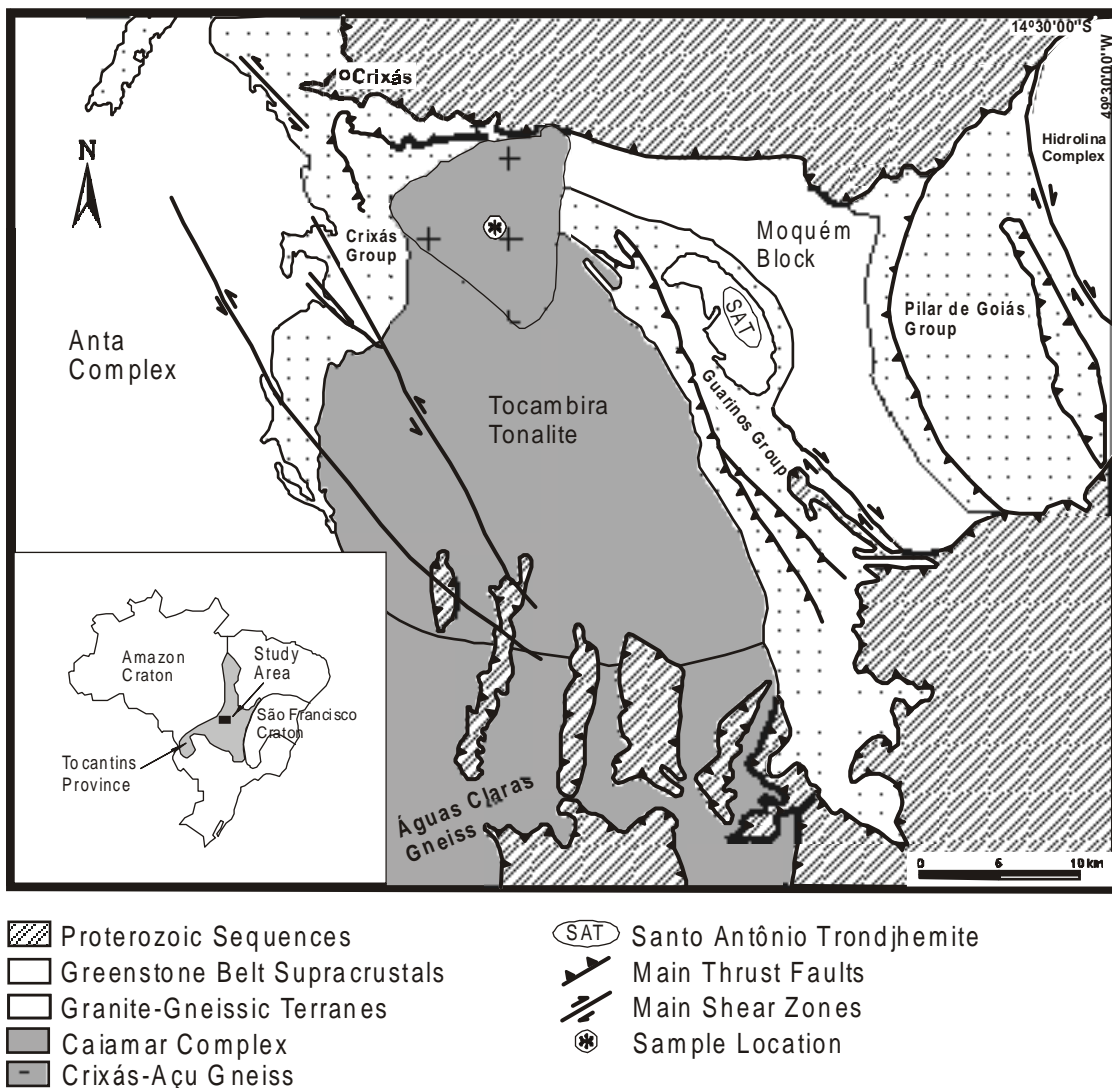 14°30'00"S
49°30'0.0"W
Crixás
Hidrolina
Complex
N
Crixás
Group
Moquém
Block
SAT
Pilar de Goiás
Group
Anta
Complex
Tocambira
Tonalite
Guarinos Group
Amazon
Craton
Study
Area
São Francisco
Craton
Tocantins
Province
Águas Claras
Gneiss
0 6 10 km
Proterozoic Sequences
Greenstone Belt Supracrustals
Granite-Gneissic Terranes
Caiamar Complex
Crixás-Açu Gneiss
SAT Santo Antônio Trondjhemite
Main Thrust Faults
Main Shear Zones
Sample Location